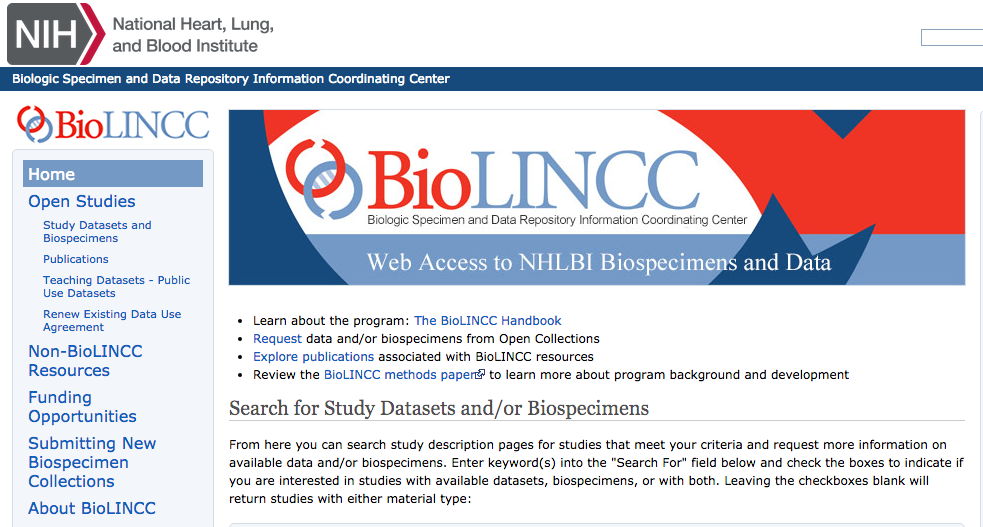 NIH National Heart, Lung,
and Blood Institute
Biologic Specimen and Data Repository Information Coordinating Center
BioLINCC
Home
Open Studies
Study Datasets and
Biospecimens
Publications
Teaching Datasets - Public
Use Datasets
Renew Existing Data Use
Agreement
Non-BioLINCC
Resources
Funding
Opportunities
Submitting New
Biospecimen
Collections
About BioLINCC
BioLINCC
Biologic Specimen and Data Repository Information Coordinating Center
Web Access to NHLBI Biospecimens and Data
• Learn about the program: The BioLINCC Handbook
• Request data and/or biospecimens from Open Collections
• Explore publications associated with BioLINCC resources
• Review the BioLINCC methods paper to learn more about program background and development
Search for Study Datasets and/or Biospecimens
From here you can search study description pages for studies that meet your criteria and request more information on
available data and/or biospecimens. Enter keyword(s) into the "Search For" field below and check the boxes to indicate if
you are interested in studies with available datasets, biospecimens, or with both. Leaving the checkboxes blank will
return studies with either material type: